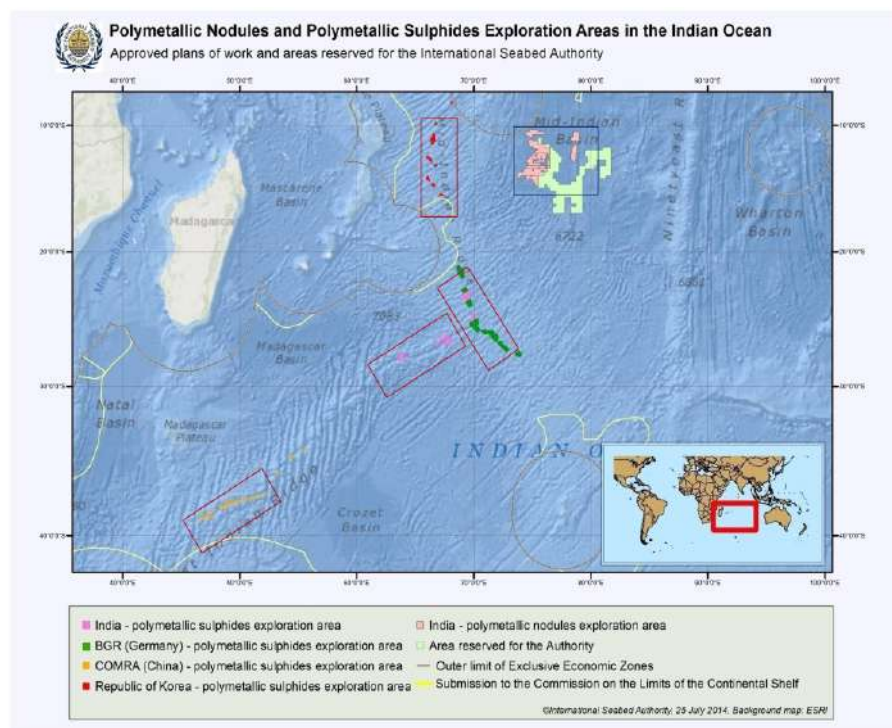 Polymetallic Nodules and Polymetallic Sulphides Exploration Areas in the Indian Ocean
Approved plans of work and areas reserved for the International Seabed Authority
Mid-Indian
Basin
Mascarene
Basin
Madagascar
Mozambique Channel
Ninetyeast R
Wharton
Basin
6722
Madagascar
Basin
Natal
Basin
Madagascar
Plateau
INDIAN O
Crozet
Basin
India - polymetallic sulphides exploration area
BGR (Germany) - polymetallic sulphides exploration area
COMRA (China) - polymetallic sulphides exploration area
Republic of Korea - polymetallic sulphides exploration area
India - polymetallic nodules exploration area
Area reserved for the Authority
Outer limit of Exclusive Economic Zones
Submission to the Commission on the Limits of the Continental Shelf
©International Seabed Authority, 25 July 2014, Background map: ESRI